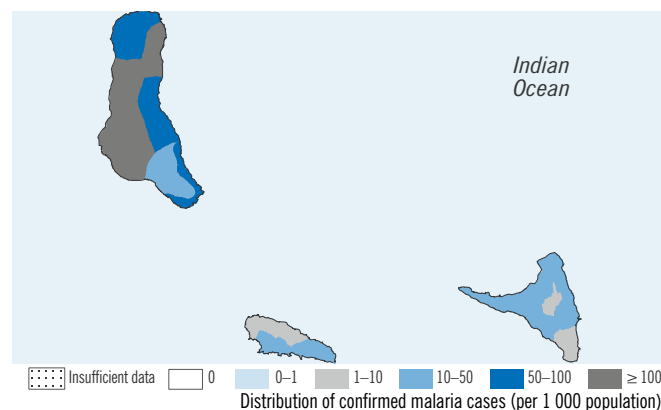 Indian
Ocean
Insufficient data 0 0–1 1–10 10–50 50–100 ≥ 100
Distribution of confirmed malaria cases (per 1 000 population)